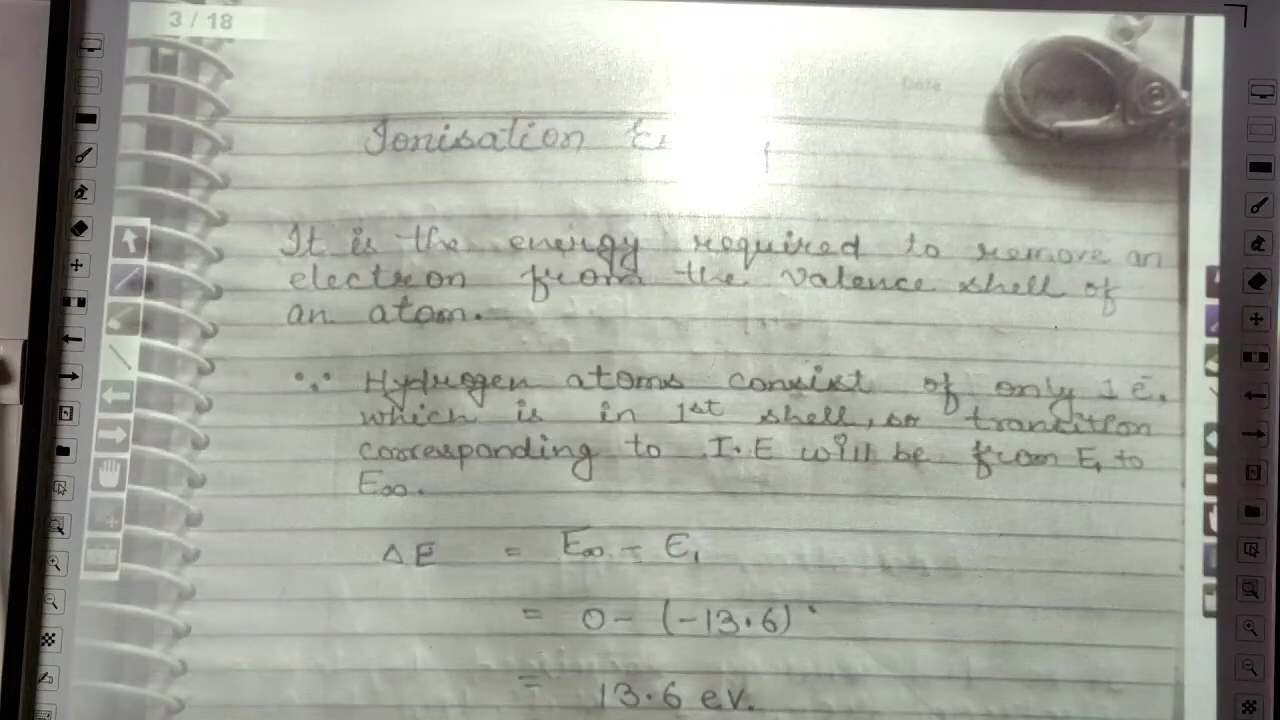 3 / 18
Date
Ionisation
It is the energy required to remove an
electron from the valence shell of
an atom.
∵ Hydrogen atoms consist of only 1 e⁻,
which is in 1st shell, so transition
corresponding to I.E will be from E₁ to
E∞.
ΔE = E∞ - E₁
= 0 - (-13.6)
= 13.6 ev.